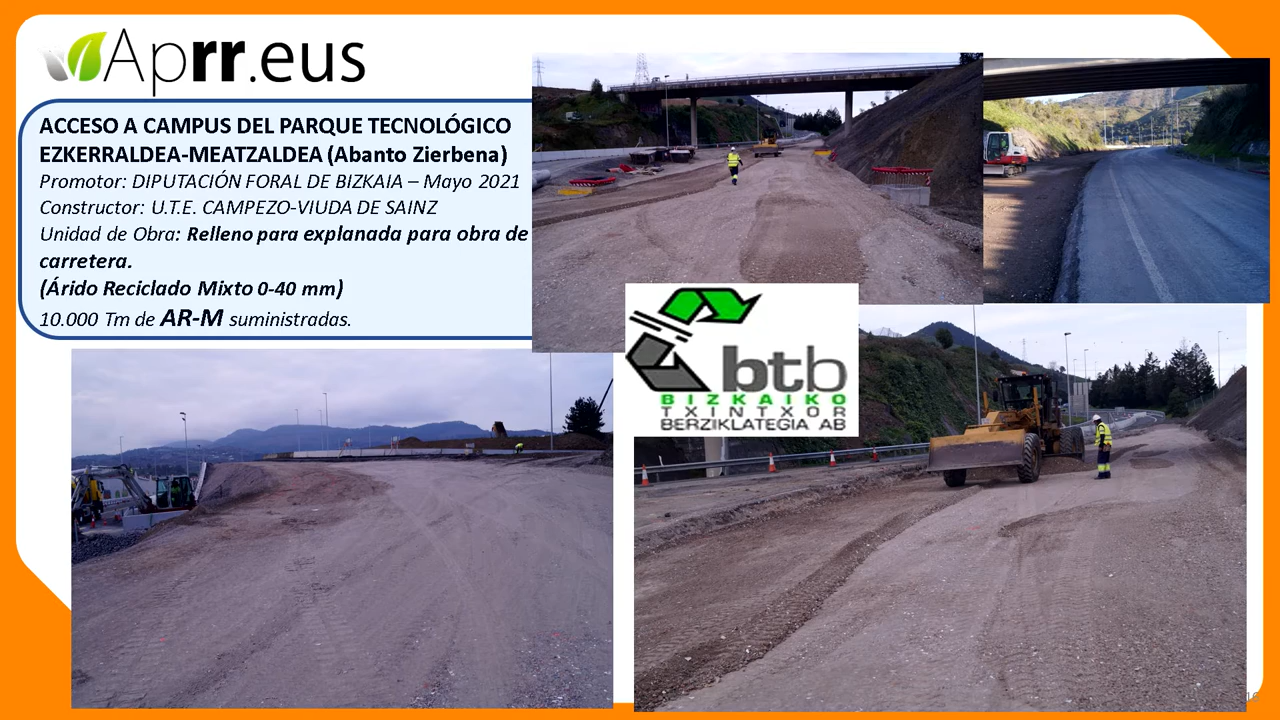 Aprr.eus
ACCESO A CAMPUS DEL PARQUE TECNOLÓGICO
EZKERRALDEA-MEATZALDEA (Abanto Zierbena)
Promotor: DIPUTACIÓN FORAL DE BIZKAIA – Mayo 2021
Constructor: U.T.E. CAMPEZO-VIUDA DE SAINZ
Unidad de Obra: Relleno para explanada para obra de
carretera.
(Árido Reciclado Mixto 0-40 mm)
10.000 Tm de AR-M suministradas.
btb
BIZKAIKO
TXINTXOR
BERZIKLATEGIA AB
16